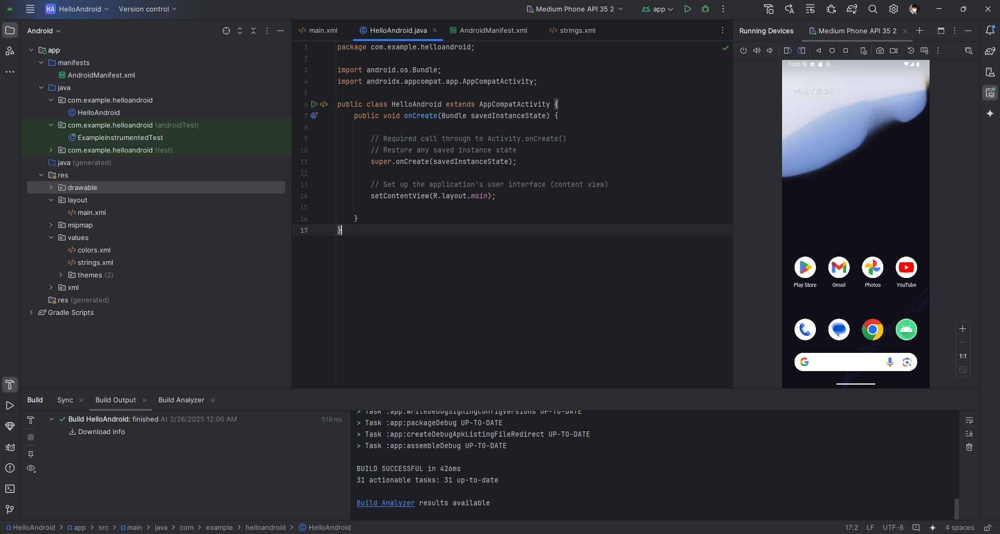 HA HelloAndroid Version control Medium Phone API 35 2 app
Android
app
manifests
AndroidManifest.xml
java
com.example.helloandroid
HelloAndroid
com.example.helloandroid (androidTest)
ExampleInstrumentedTest
com.example.helloandroid (test)
java (generated)
res
drawable
layout
main.xml
mipmap
values
colors.xml
strings.xml
themes (2)
xml
res (generated)
Gradle Scripts
main.xml HelloAndroid.java AndroidManifest.xml strings.xml
1 package com.example.helloandroid;
2
3 import android.os.Bundle;
4 import androidx.appcompat.app.AppCompatActivity;
5
6 public class HelloAndroid extends AppCompatActivity {
7 public void onCreate(Bundle savedInstanceState) {
8
9 // Required call through to Activity.onCreate()
10 // Restore any saved instance state
11 super.onCreate(savedInstanceState);
12
13 // Set up the application's user interface (content view)
14 setContentView(R.layout.main);
15
16 }
17 }
Running Devices Medium Phone API 35 2
12:06
Wed, Feb 26
Play Store Gmail Photos YouTube
1:1
Build Sync Build Output Build Analyzer
Build HelloAndroid: finished At 2/26/2025 12:06 AM 519 ms
Download info
> Task :app:writeDebugSigningConfigVersions UP-TO-DATE
> Task :app:packageDebug UP-TO-DATE
> Task :app:createDebugApkListingFileRedirect UP-TO-DATE
> Task :app:assembleDebug UP-TO-DATE
BUILD SUCCESSFUL in 426ms
31 actionable tasks: 31 up-to-date
Build Analyzer results available
HelloAndroid > app > src > main > java > com > example > helloandroid > HelloAndroid 17:2 LF UTF-8 4 spaces